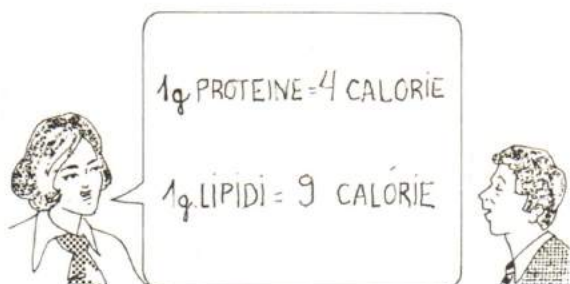 1g PROTEINE = 4 CALORIE
1g. LIPIDI = 9 CALORIE